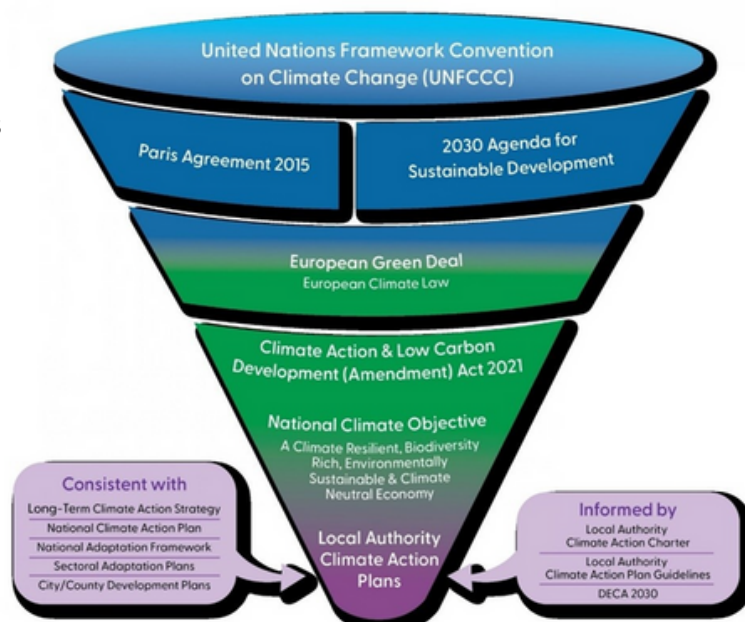 United Nations Framework Convention
on Climate Change (UNFCCC)
Paris Agreement 2015
2030 Agenda for
Sustainable Development
European Green Deal
European Climate Law
Climate Action & Low Carbon
Development (Amendment) Act 2021
National Climate Objective
A Climate Resilient, Biodiversity
Rich, Environmentally
Sustainable & Climate
Neutral Economy
Local Authority
Climate Action
Plans
Consistent with
Long-Term Climate Action Strategy
National Climate Action Plan
National Adaptation Framework
Sectoral Adaptation Plans
City/County Development Plans
Informed by
Local Authority
Climate Action Charter
Local Authority
Climate Action Plan Guidelines
DECA 2030